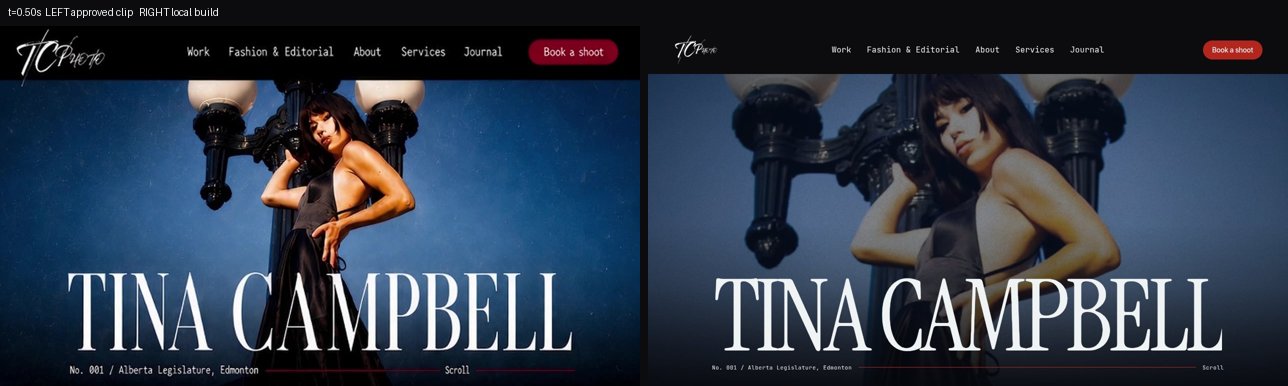 t=0.50s LEFT approved clip RIGHT local build
TCPHOTO
Work Fashion & Editorial About Services Journal Book a shoot
TINA CAMPBELL
No. 001 / Alberta Legislature, Edmonton Scroll
TCPHOTO
Work Fashion & Editorial About Services Journal Book a shoot
TINA CAMPBELL
No. 001 / Alberta Legislature, Edmonton Scroll